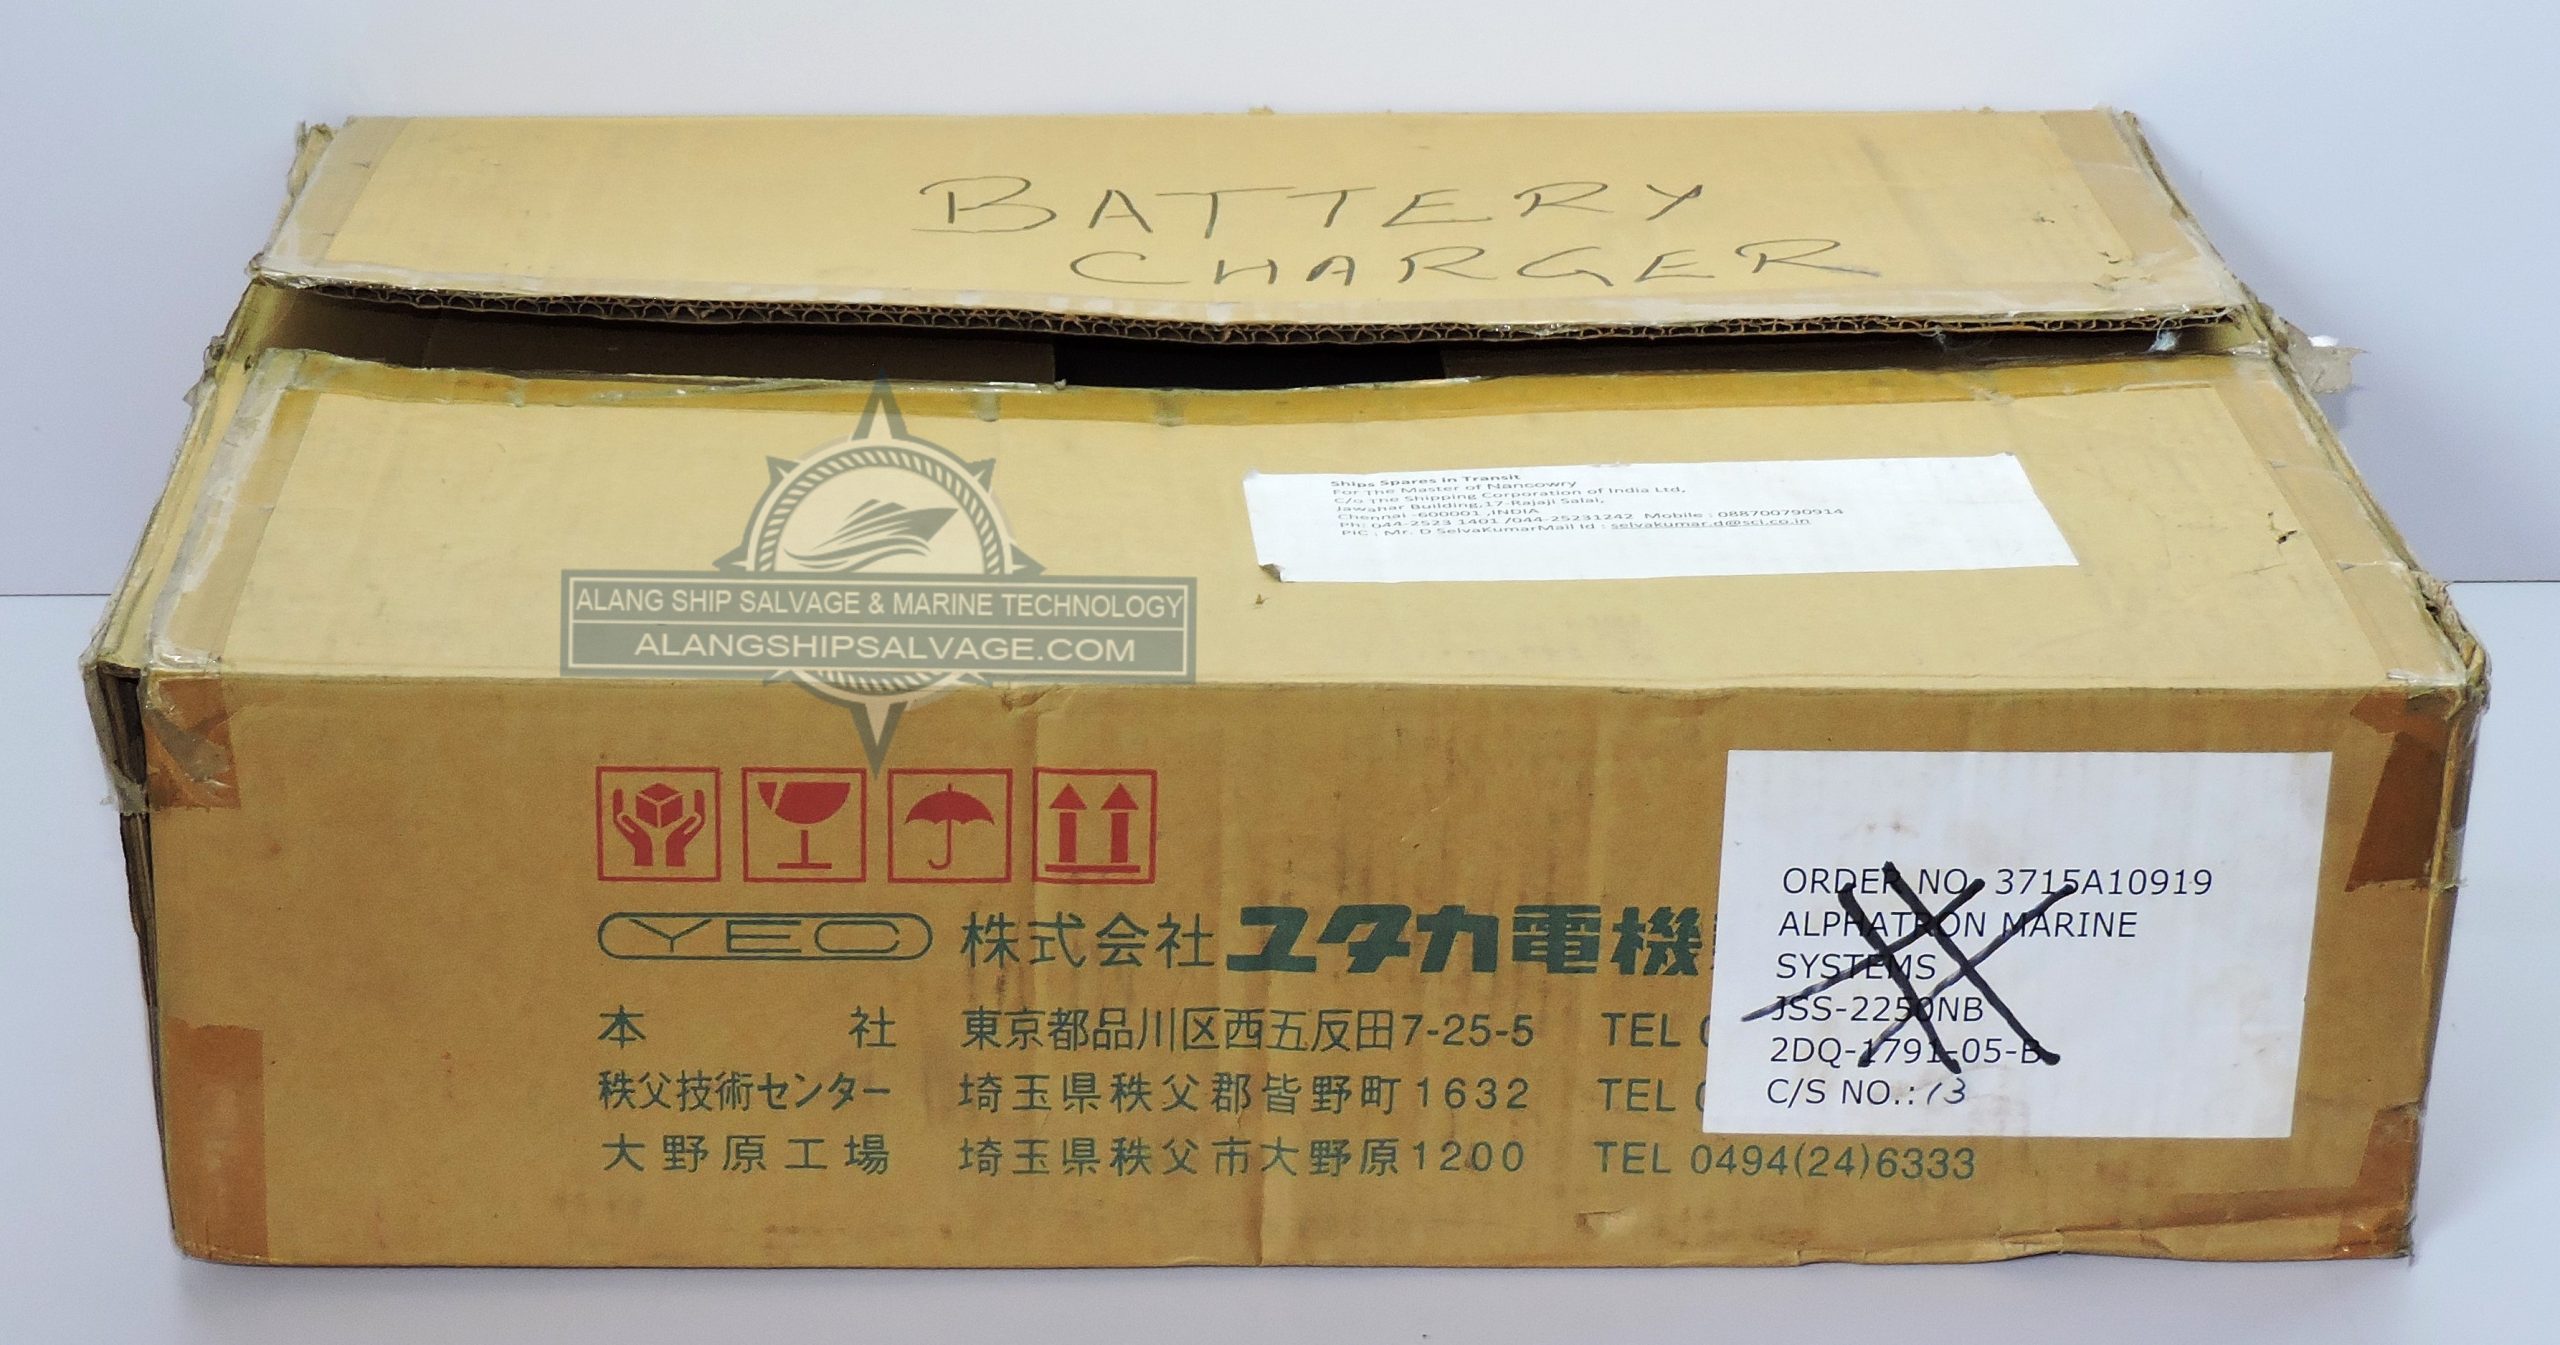 BATTERY
CHARGER
Ships Spares in Transit
For The Master of Nancowry
C/o The Shipping Corporation of India Ltd,
Jawahar Building,17-Rajaji Salai,
Chennai -600001 ,INDIA
Ph: 044-2523 1401 /044-25231242 Mobile : 088700790914
PIC : Mr. D SelvaKumarMail Id : selvakumar.d@sci.co.in
ALANG SHIP SALVAGE & MARINE TECHNOLOGY
ALANGSHIPSALVAGE.COM
YEC 株式会社ユタカ電機
本社 東京都品川区西五反田7-25-5 TEL 0
秩父技術センター 埼玉県秩父郡皆野町1632 TEL 0
大野原工場 埼玉県秩父市大野原1200 TEL 0494(24)6333
ORDER NO. 3715A10919
ALPHATRON MARINE
SYSTEMS
JSS-2250NB
2DQ-1791-05-B
C/S NO.:13